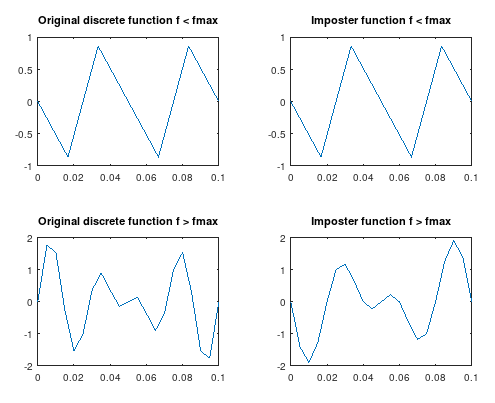 Original discrete function f < fmax
Imposter function f < fmax
1
0.5
0
-0.5
-1
0 0.02 0.04 0.06 0.08 0.1
1
0.5
0
-0.5
-1
0 0.02 0.04 0.06 0.08 0.1
Original discrete function f > fmax
Imposter function f > fmax
2
1
0
-1
-2
0 0.02 0.04 0.06 0.08 0.1
2
1
0
-1
-2
0 0.02 0.04 0.06 0.08 0.1